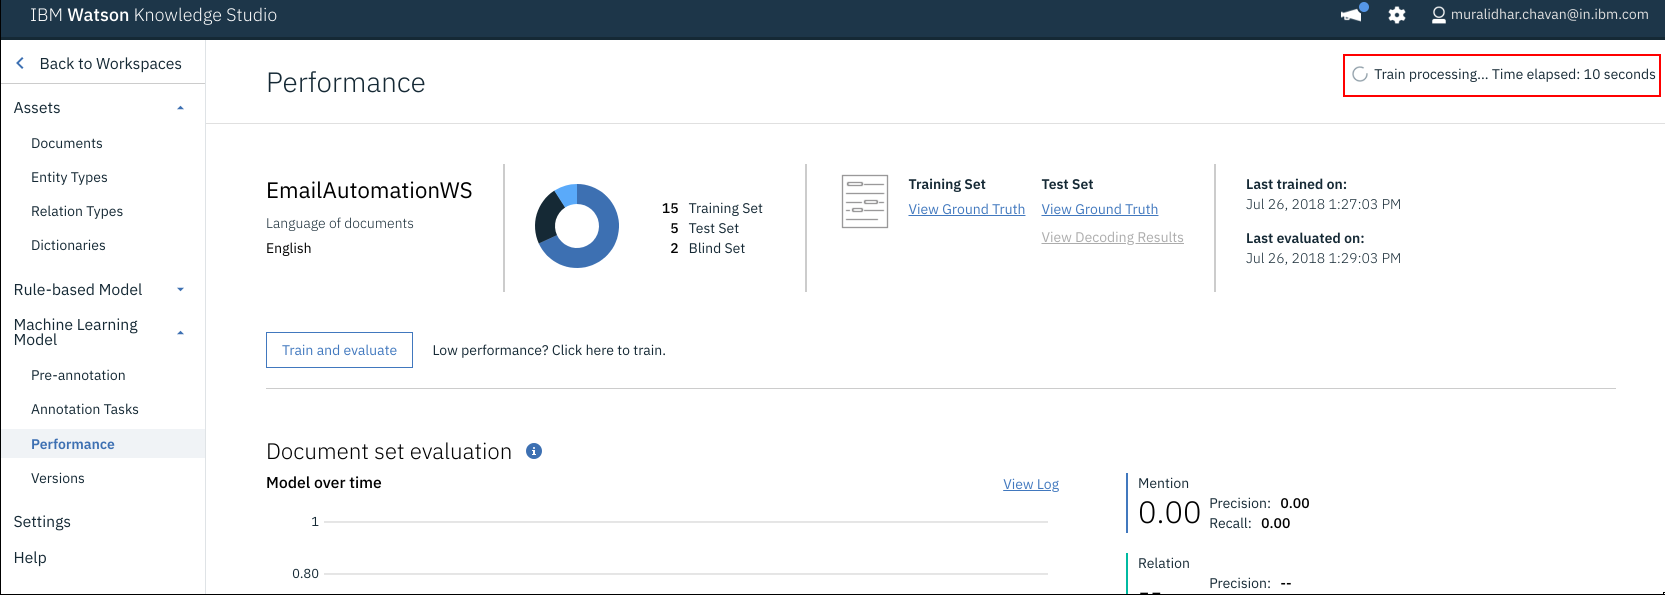 IBM Watson Knowledge Studio
muralidhar.chavan@in.ibm.com
Back to Workspaces
Assets
Documents
Entity Types
Relation Types
Dictionaries
Rule-based Model
Machine Learning
Model
Pre-annotation
Annotation Tasks
Performance
Versions
Settings
Help
Performance
Train processing... Time elapsed: 10 seconds
EmailAutomationWS
Language of documents
English
15 Training Set
5 Test Set
2 Blind Set
Training Set
View Ground Truth
Test Set
View Ground Truth
View Decoding Results
Last trained on:
Jul 26, 2018 1:27:03 PM
Last evaluated on:
Jul 26, 2018 1:29:03 PM
Train and evaluate
Low performance? Click here to train.
Document set evaluation
Model over time
View Log
1
0.80
Mention
0.00
Precision: 0.00
Recall: 0.00
Relation
Precision: --